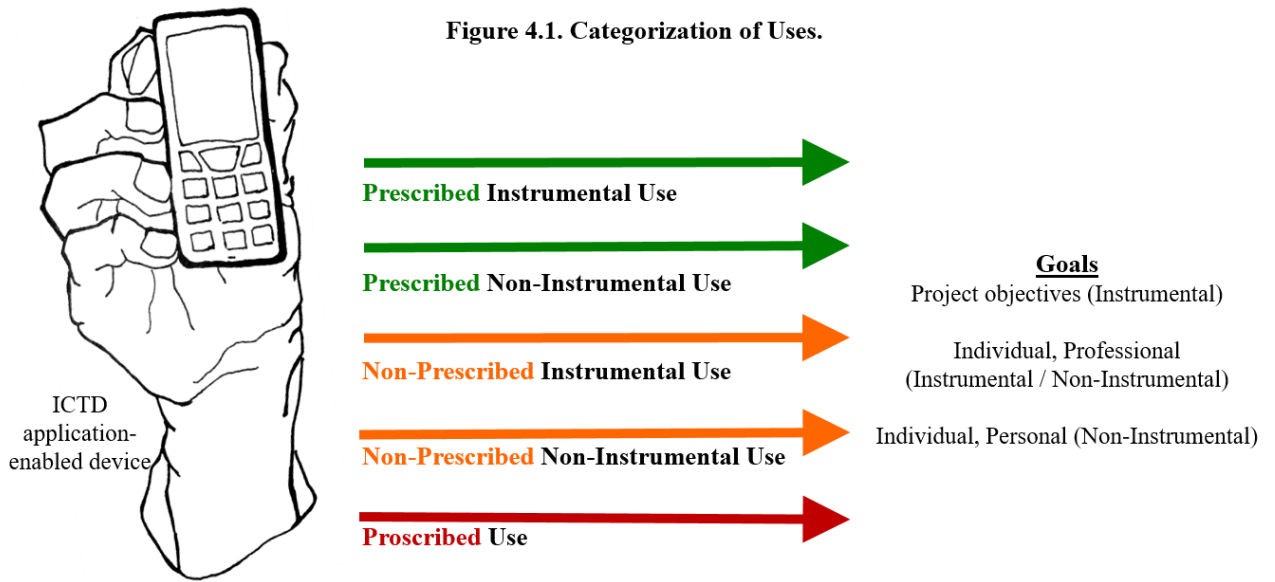 Figure 4.1. Categorization of Uses.
Prescribed Instrumental Use
Prescribed Non-Instrumental Use
Non-Prescribed Instrumental Use
Non-Prescribed Non-Instrumental Use
Proscribed Use
ICTD
application-
enabled device
Goals
Project objectives (Instrumental)
Individual, Professional
(Instrumental / Non-Instrumental)
Individual, Personal (Non-Instrumental)